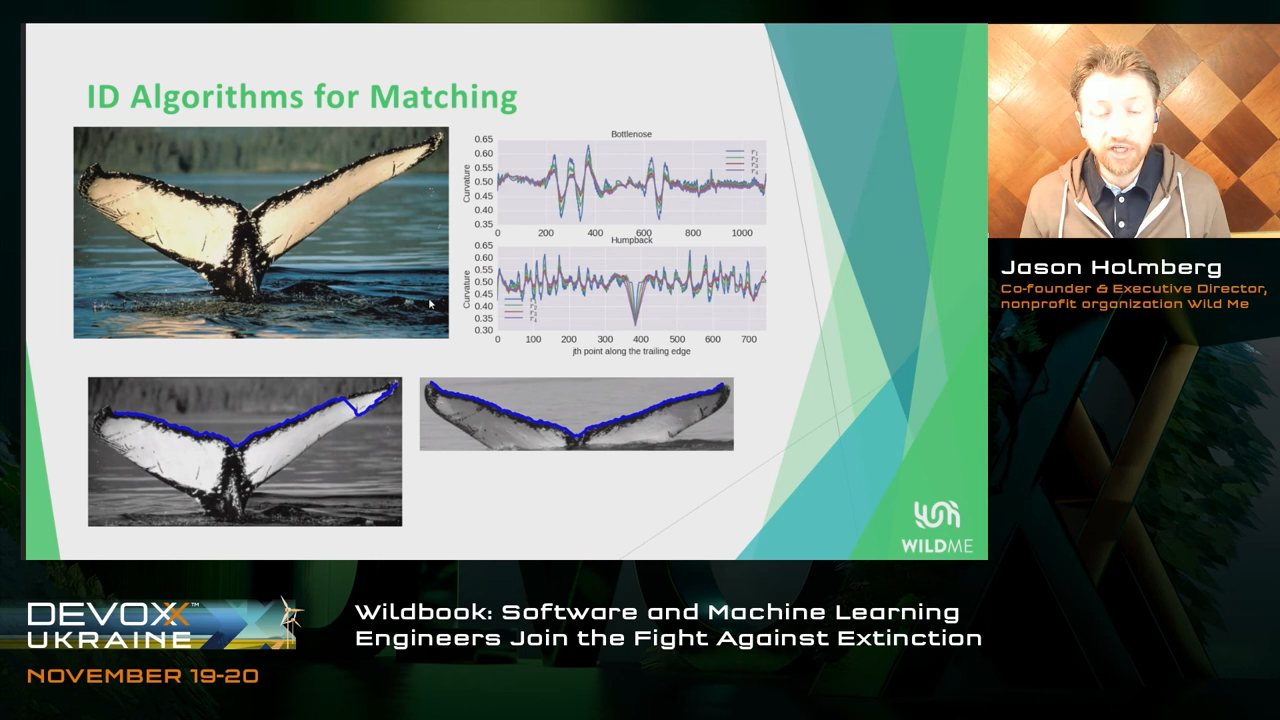 ID Algorithms for Matching
Bottlenose
0.65
0.60
0.55
0.50
0.45
0.40
0.35
Curvature
0 200 400 600 800 1000
Humpback
0.65
0.60
0.55
0.50
0.45
0.40
0.35
0.30
Curvature
0 100 200 300 400 500 600 700
jth point along the trailing edge
WILDME
Jason Holmberg
Co-founder & Executive Director,
nonprofit organization Wild Me
DEVOXX™
UKRAINE
NOVEMBER 19-20
Wildbook: Software and Machine Learning
Engineers Join the Fight Against Extinction